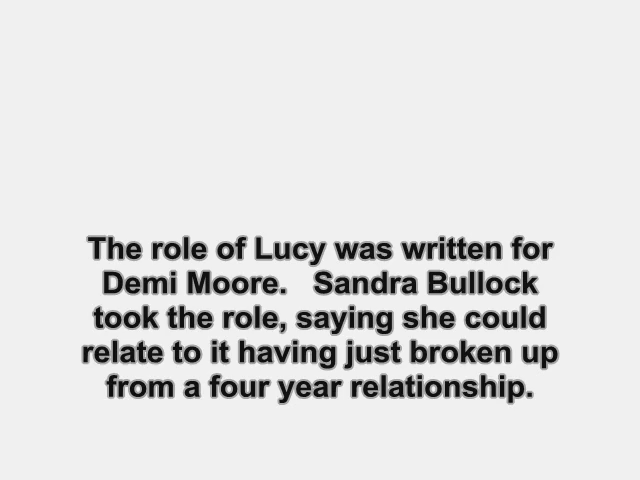 The role of Lucy was written for
Demi Moore.   Sandra Bullock
took the role, saying she could
relate to it having just broken up
from a four year relationship.